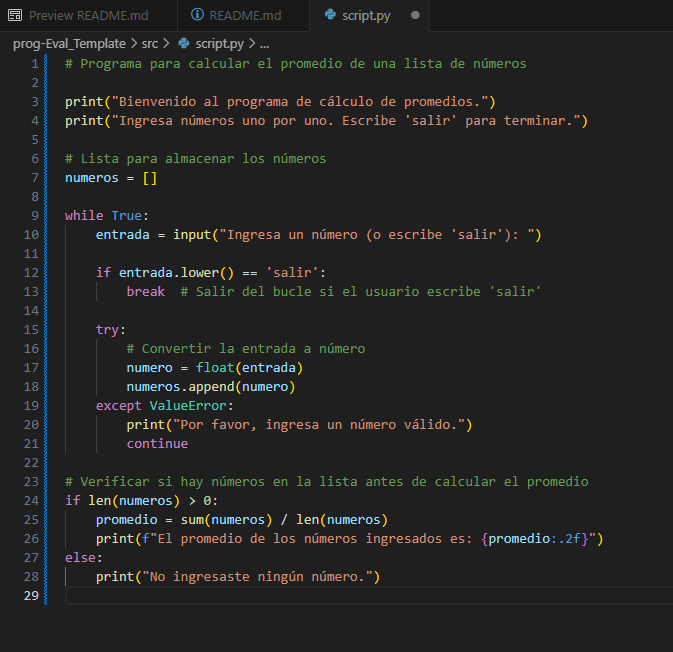 Preview README.md README.md script.py
prog-Eval_Template > src > script.py > ...
1 # Programa para calcular el promedio de una lista de números
2
3 print("Bienvenido al programa de cálculo de promedios.")
4 print("Ingresa números uno por uno. Escribe 'salir' para terminar.")
5
6 # Lista para almacenar los números
7 numeros = []
8
9 while True:
10     entrada = input("Ingresa un número (o escribe 'salir'): ")
11
12     if entrada.lower() == 'salir':
13         break  # Salir del bucle si el usuario escribe 'salir'
14
15     try:
16         # Convertir la entrada a número
17         numero = float(entrada)
18         numeros.append(numero)
19     except ValueError:
20         print("Por favor, ingresa un número válido.")
21         continue
22
23 # Verificar si hay números en la lista antes de calcular el promedio
24 if len(numeros) > 0:
25     promedio = sum(numeros) / len(numeros)
26     print(f"El promedio de los números ingresados es: {promedio:.2f}")
27 else:
28     print("No ingresaste ningún número.")
29